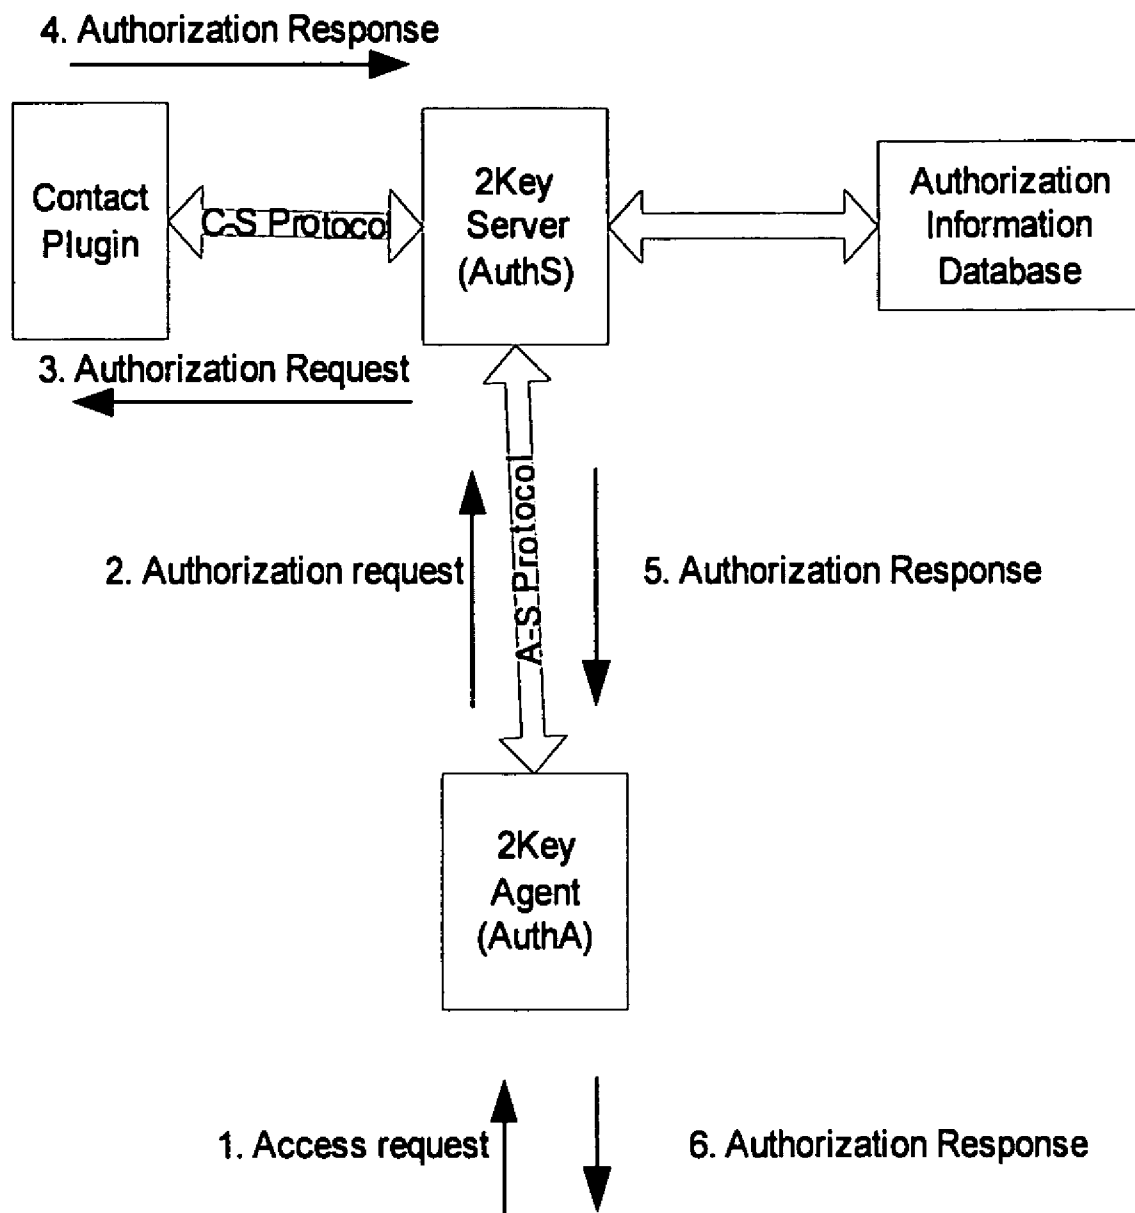 4. Authorization Response
Contact
Plugin
C-S Protocol
2Key
Server
(AuthS)
Authorization
Information
Database
3. Authorization Request
A-S Protocol
2. Authorization request
5. Authorization Response
2Key
Agent
(AuthA)
1. Access request
6. Authorization Response